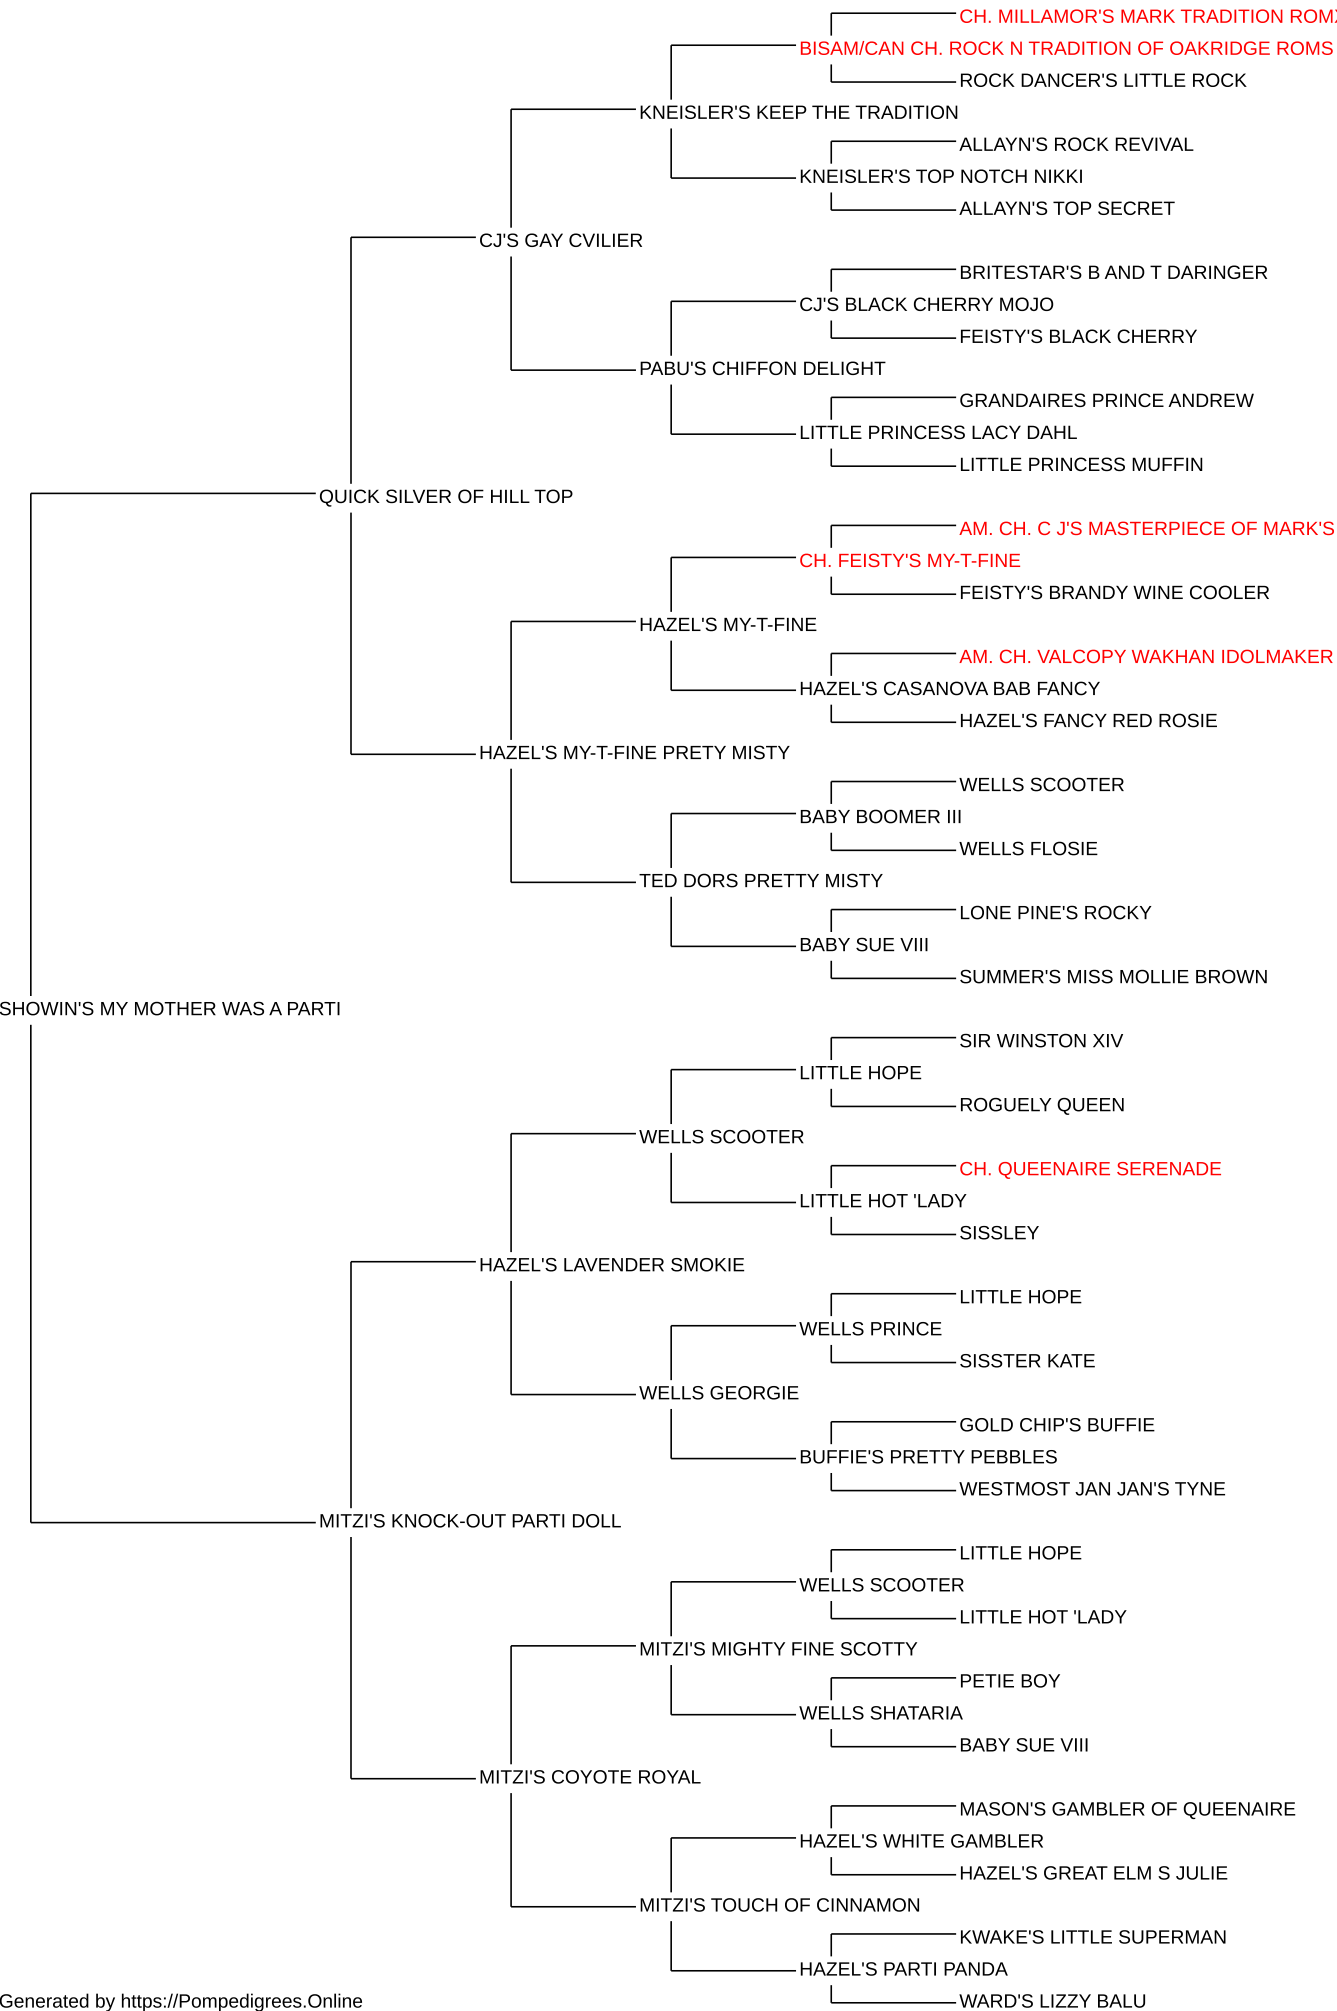 CH. MILLAMOR'S MARK TRADITION ROM
BISAM/CAN CH. ROCK N TRADITION OF OAKRIDGE ROMS
ROCK DANCER'S LITTLE ROCK
KNEISLER'S KEEP THE TRADITION
ALLAYN'S ROCK REVIVAL
KNEISLER'S TOP NOTCH NIKKI
ALLAYN'S TOP SECRET
CJ'S GAY CVILIER
BRITESTAR'S B AND T DARINGER
CJ'S BLACK CHERRY MOJO
FEISTY'S BLACK CHERRY
PABU'S CHIFFON DELIGHT
GRANDAIRES PRINCE ANDREW
LITTLE PRINCESS LACY DAHL
LITTLE PRINCESS MUFFIN
QUICK SILVER OF HILL TOP
AM. CH. C J'S MASTERPIECE OF MARK'S
CH. FEISTY'S MY-T-FINE
FEISTY'S BRANDY WINE COOLER
HAZEL'S MY-T-FINE
AM. CH. VALCOPY WAKHAN IDOLMAKER
HAZEL'S CASANOVA BAB FANCY
HAZEL'S FANCY RED ROSIE
HAZEL'S MY-T-FINE PRETY MISTY
WELLS SCOOTER
BABY BOOMER III
WELLS FLOSIE
TED DORS PRETTY MISTY
LONE PINE'S ROCKY
BABY SUE VIII
SUMMER'S MISS MOLLIE BROWN
SHOWIN'S MY MOTHER WAS A PARTI
SIR WINSTON XIV
LITTLE HOPE
ROGUELY QUEEN
WELLS SCOOTER
CH. QUEENAIRE SERENADE
LITTLE HOT 'LADY
SISSLEY
HAZEL'S LAVENDER SMOKIE
LITTLE HOPE
WELLS PRINCE
SISSTER KATE
WELLS GEORGIE
GOLD CHIP'S BUFFIE
BUFFIE'S PRETTY PEBBLES
WESTMOST JAN JAN'S TYNE
MITZI'S KNOCK-OUT PARTI DOLL
LITTLE HOPE
WELLS SCOOTER
LITTLE HOT 'LADY
MITZI'S MIGHTY FINE SCOTTY
PETIE BOY
WELLS SHATARIA
BABY SUE VIII
MITZI'S COYOTE ROYAL
MASON'S GAMBLER OF QUEENAIRE
HAZEL'S WHITE GAMBLER
HAZEL'S GREAT ELM S JULIE
MITZI'S TOUCH OF CINNAMON
KWAKE'S LITTLE SUPERMAN
HAZEL'S PARTI PANDA
WARD'S LIZZY BALU
Generated by https://Pompedigrees.Online